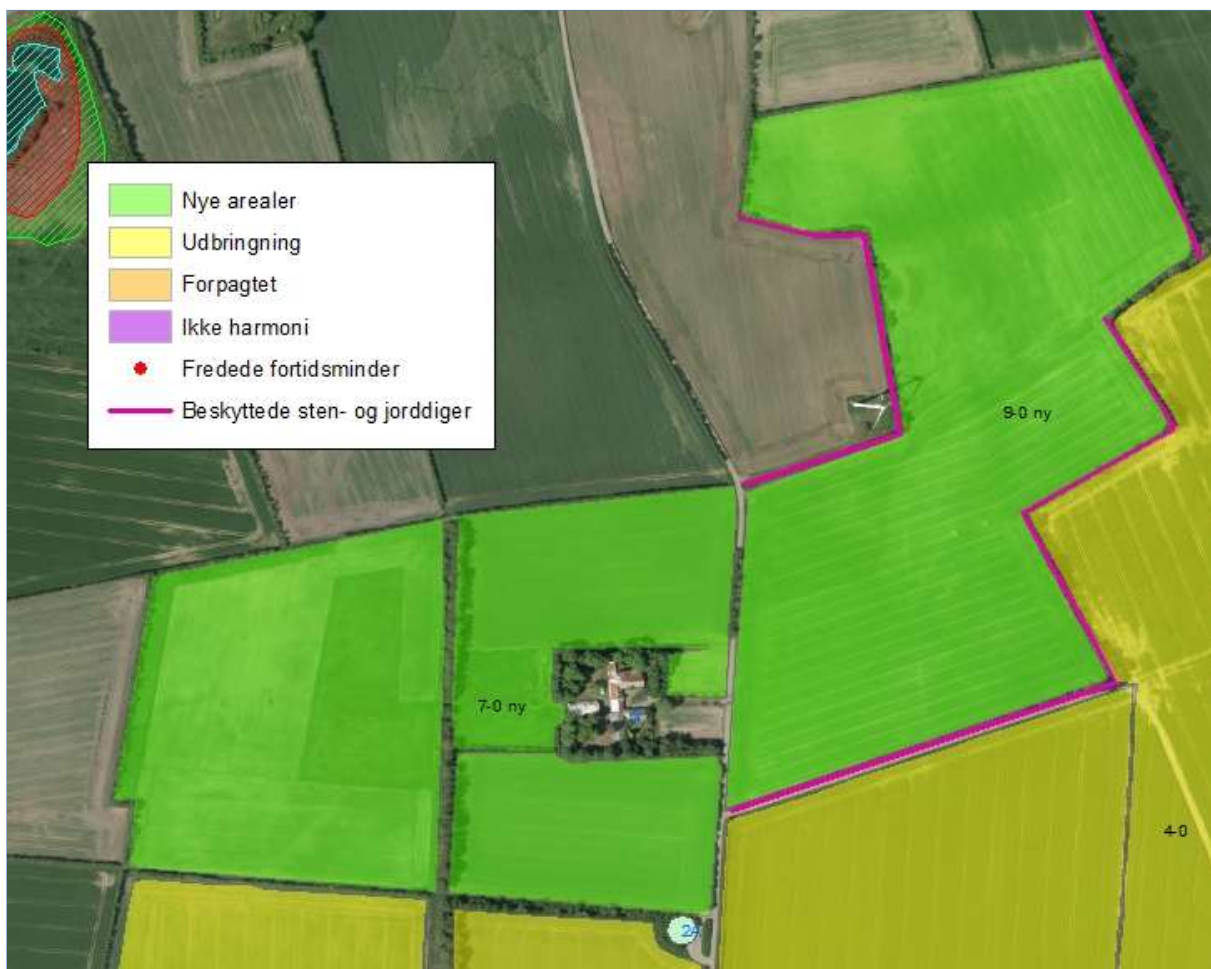 Nye arealer
Udbringning
Forpagtet
Ikke harmoni
Fredede fortidsminder
Beskyttede sten- og jorddiger
9-0 ny
7-0 ny
4-0
24